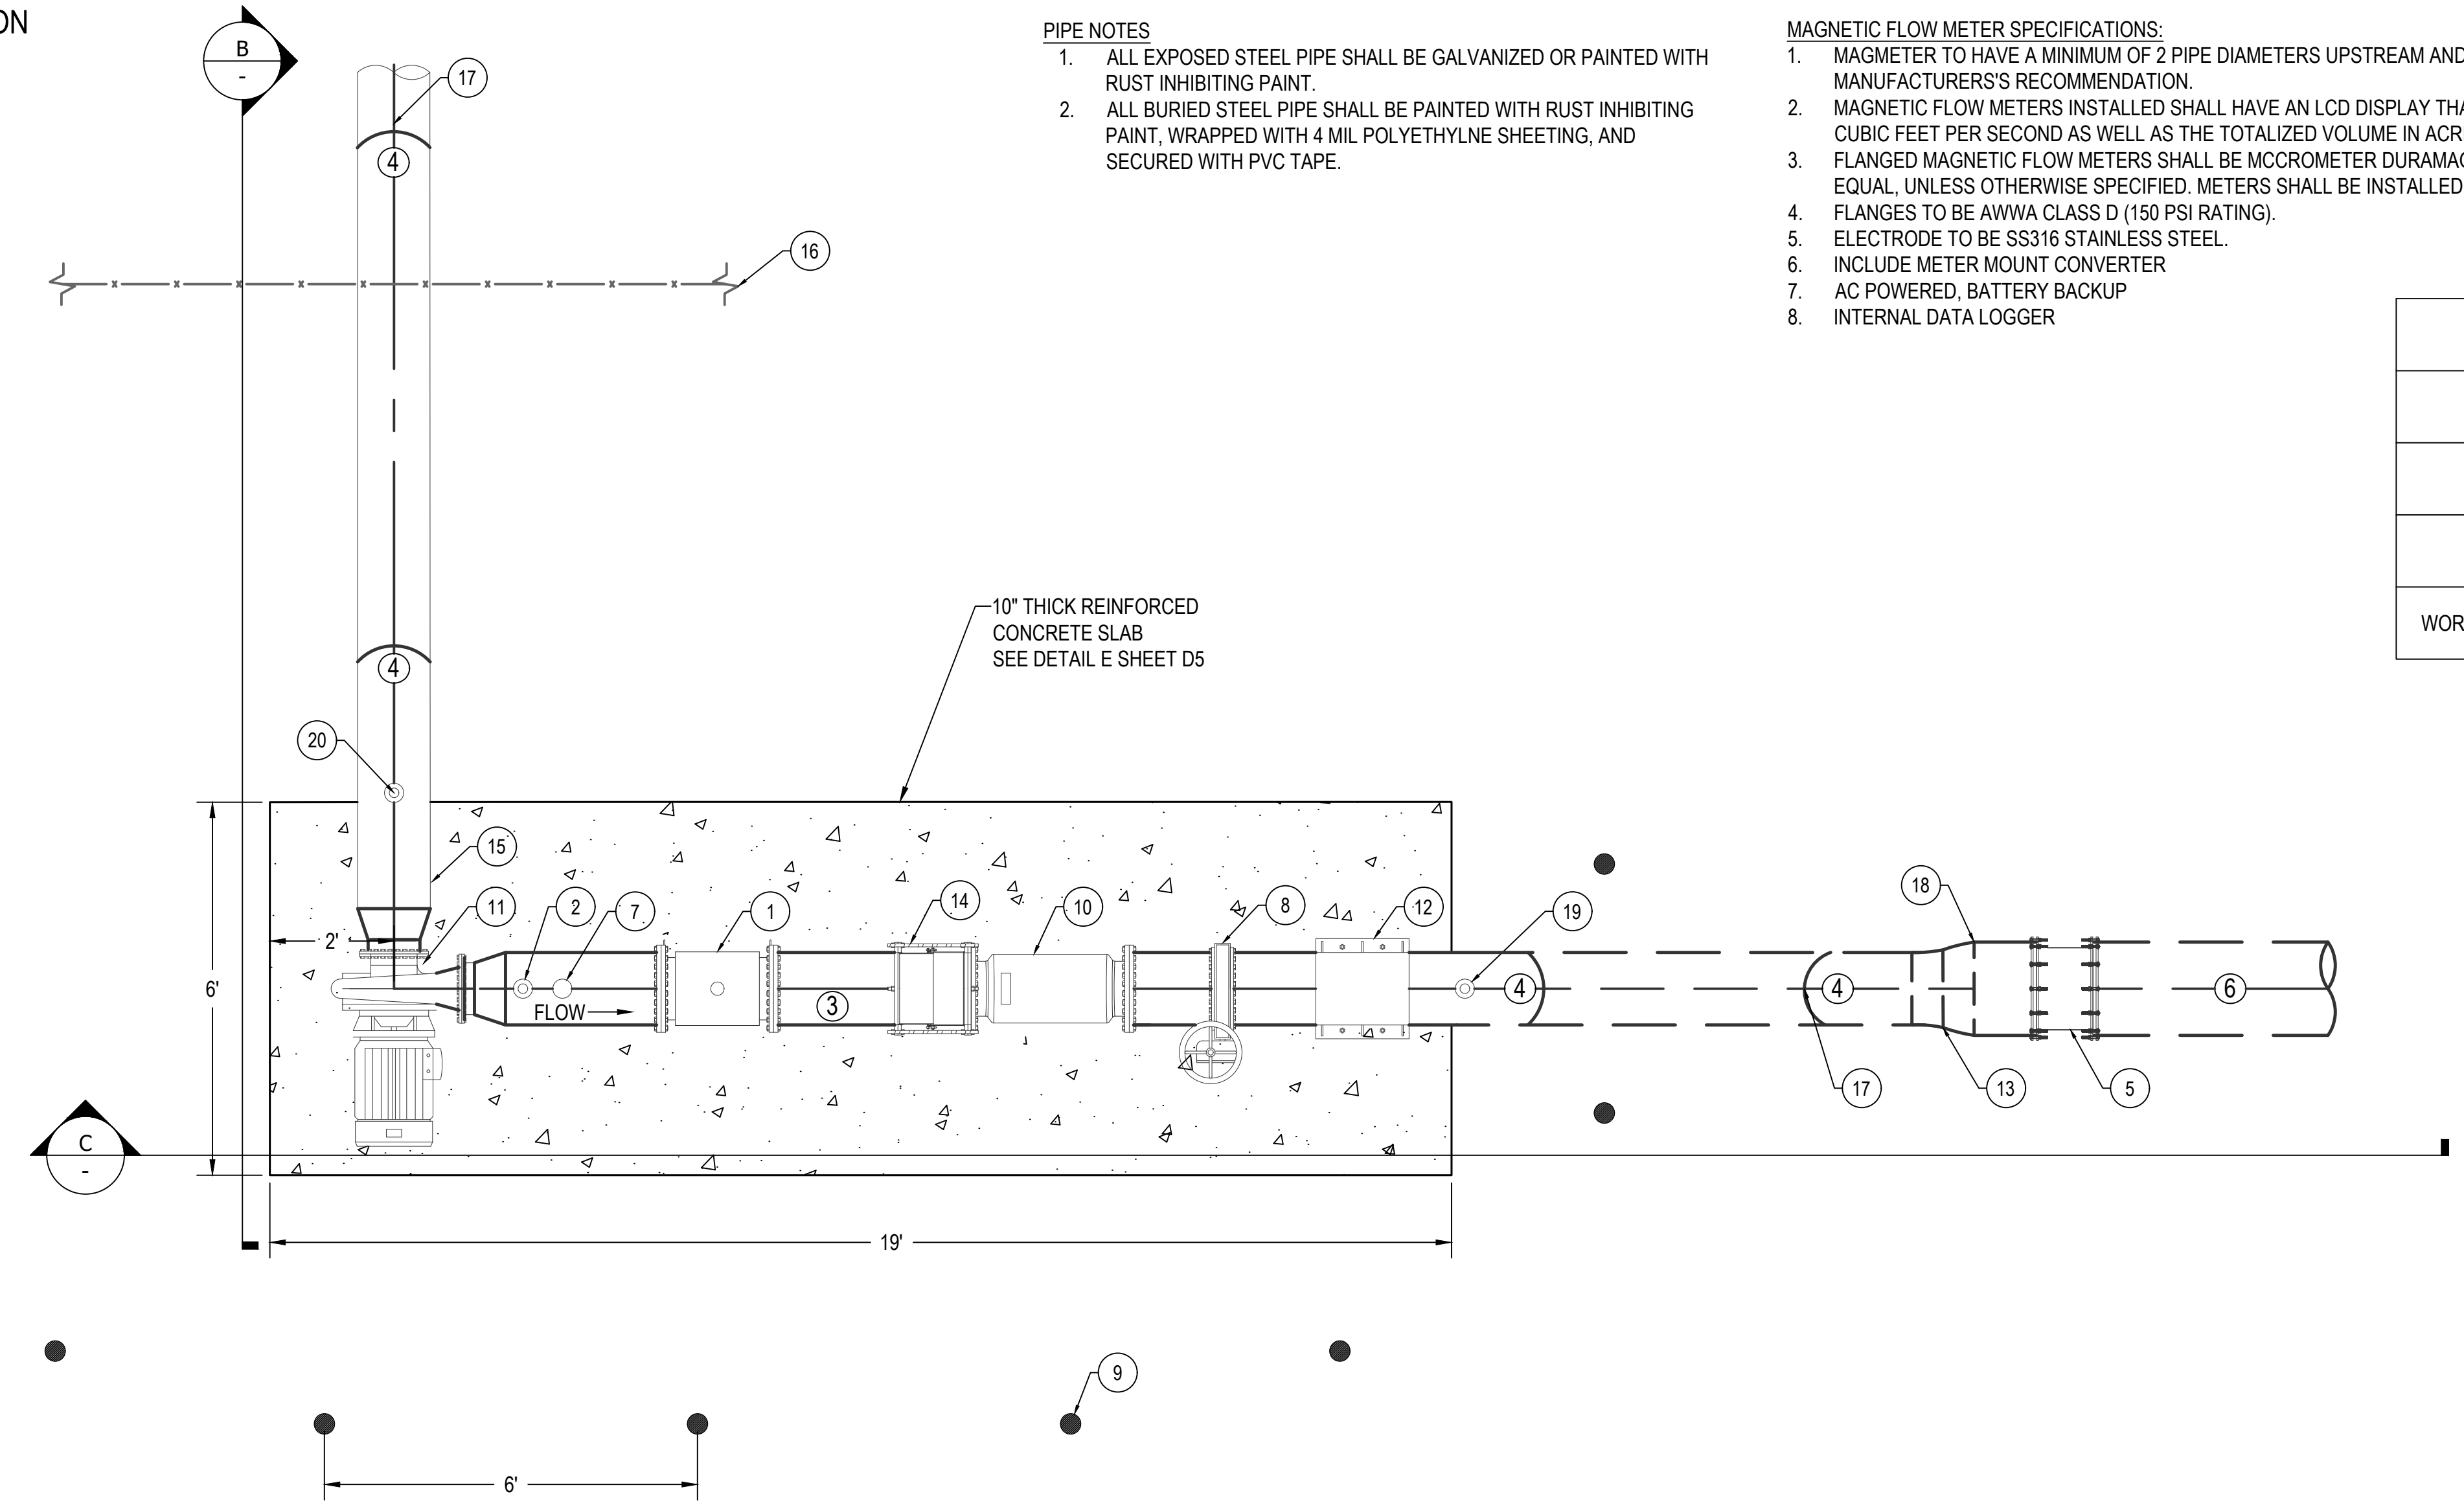 ON
B
-
17
4
16
PIPE NOTES
1. ALL EXPOSED STEEL PIPE SHALL BE GALVANIZED OR PAINTED WITH
RUST INHIBITING PAINT.
2. ALL BURIED STEEL PIPE SHALL BE PAINTED WITH RUST INHIBITING
PAINT, WRAPPED WITH 4 MIL POLYETHYLNE SHEETING, AND
SECURED WITH PVC TAPE.
MAGNETIC FLOW METER SPECIFICATIONS:
1. MAGMETER TO HAVE A MINIMUM OF 2 PIPE DIAMETERS UPSTREAM AND
MANUFACTURERS'S RECOMMENDATION.
2. MAGNETIC FLOW METERS INSTALLED SHALL HAVE AN LCD DISPLAY THA
CUBIC FEET PER SECOND AS WELL AS THE TOTALIZED VOLUME IN ACR
3. FLANGED MAGNETIC FLOW METERS SHALL BE MCCROMETER DURAMAG
EQUAL, UNLESS OTHERWISE SPECIFIED. METERS SHALL BE INSTALLED
4. FLANGES TO BE AWWA CLASS D (150 PSI RATING).
5. ELECTRODE TO BE SS316 STAINLESS STEEL.
6. INCLUDE METER MOUNT CONVERTER
7. AC POWERED, BATTERY BACKUP
8. INTERNAL DATA LOGGER
WOR
10" THICK REINFORCED
CONCRETE SLAB
SEE DETAIL E SHEET D5
4
20
15
11
2
7
1
14
10
8
12
19
18
2'
6'
FLOW
3
4
4
6
17
13
5
C
-
19'
9
6'